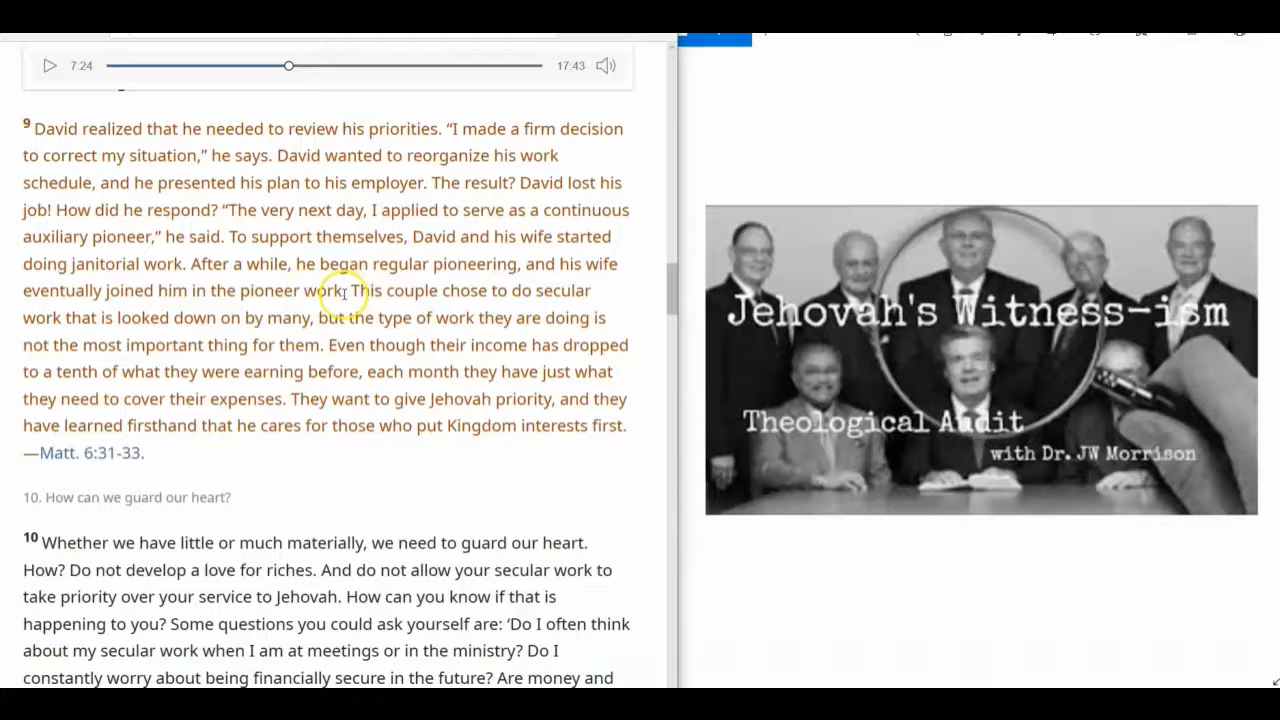 7:24
17:43
9 David realized that he needed to review his priorities. “I made a firm decision
to correct my situation,” he says. David wanted to reorganize his work
schedule, and he presented his plan to his employer. The result? David lost his
job! How did he respond? “The very next day, I applied to serve as a continuous
auxiliary pioneer,” he said. To support themselves, David and his wife started
doing janitorial work. After a while, he began regular pioneering, and his wife
eventually joined him in the pioneer work. This couple chose to do secular
work that is looked down on by many, but the type of work they are doing is
not the most important thing for them. Even though their income has dropped
to a tenth of what they were earning before, each month they have just what
they need to cover their expenses. They want to give Jehovah priority, and they
have learned firsthand that he cares for those who put Kingdom interests first.
—Matt. 6:31-33.
10. How can we guard our heart?
10 Whether we have little or much materially, we need to guard our heart.
How? Do not develop a love for riches. And do not allow your secular work to
take priority over your service to Jehovah. How can you know if that is
happening to you? Some questions you could ask yourself are: ‘Do I often think
about my secular work when I am at meetings or in the ministry? Do I
constantly worry about being financially secure in the future? Are money and
Jehovah's Witness-ism
Theological Audit
with Dr. JW Morrison